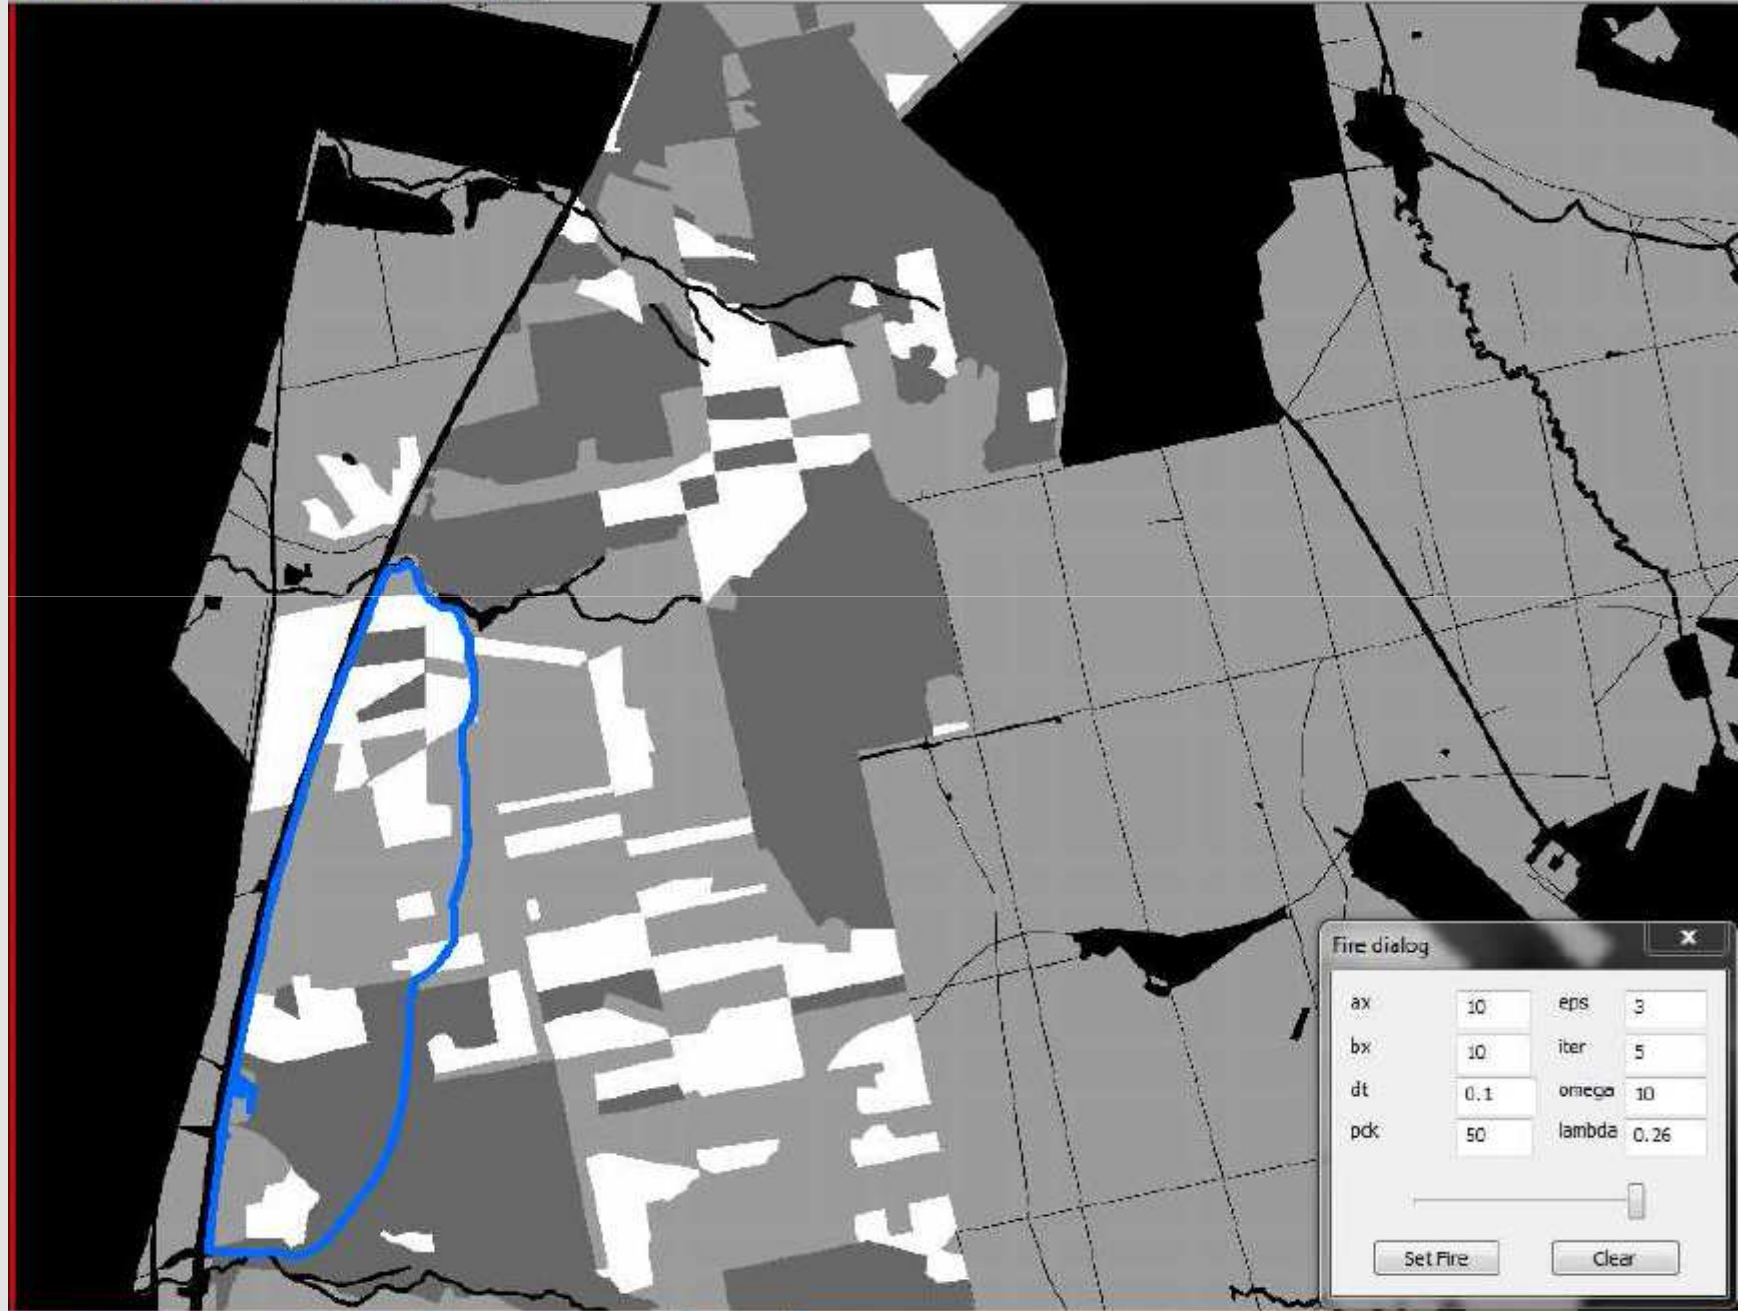 Fire dialog
ax 10 eps 3
bx 10 iter 5
dt 0.1 omega 10
pck 50 lambda 0.26
Set Fire Clear